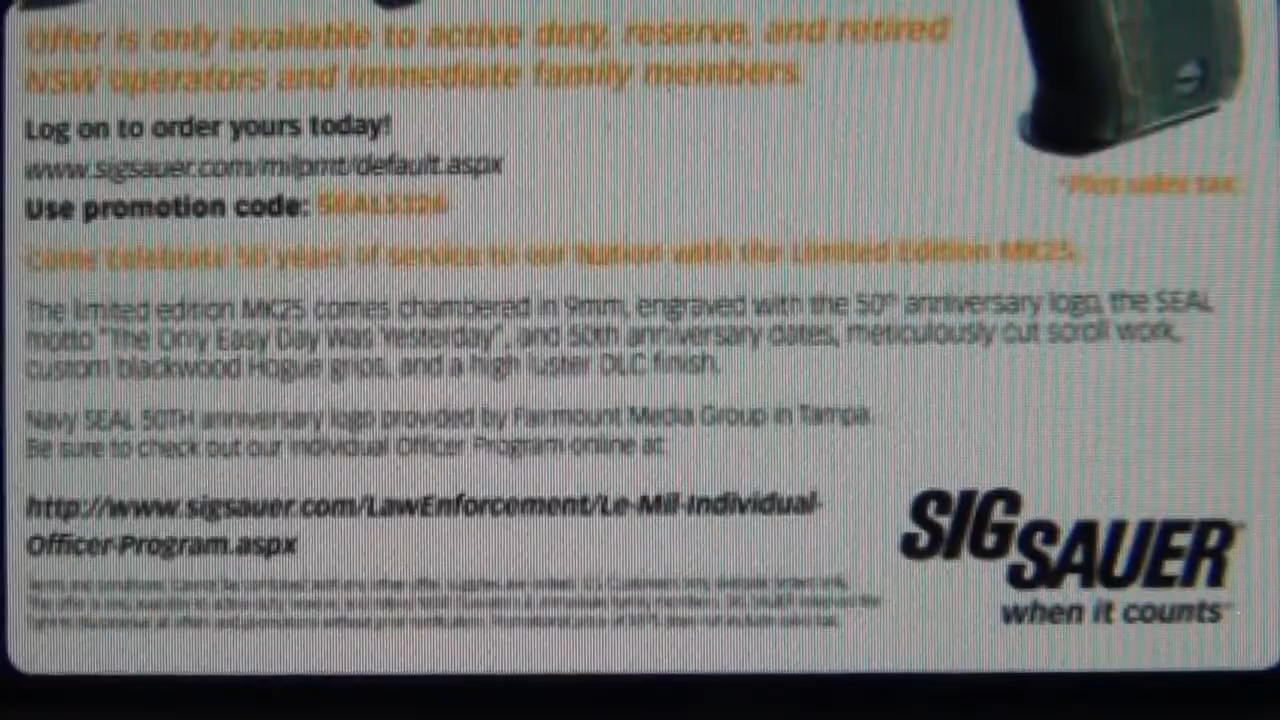 Offer is only available to active duty, reserve, and retired
NSW operators and immediate family members.
Log on to order yours today!
www.sigsauer.com/milpmt/default.aspx
*Plus sales tax
Use promotion code:
Come celebrate 50 years of service to our Nation with the Limited Edition MK25.
The limited edition MK25 comes chambered in 9mm, engraved with the 50th anniversary logo, the SEAL
motto "The Only Easy Day Was Yesterday", and 50th anniversary dates, meticulously cut scroll work,
custom blackwood Hogue grips, and a high luster DLC finish.
Navy SEAL 50TH anniversary logo provided by Fairmount Media Group in Tampa.
Be sure to check out our Individual Officer Program online at:
http://www.sigsauer.com/LawEnforcement/Le-Mil-Individual-
Officer-Program.aspx
SIG SAUER
when it counts™